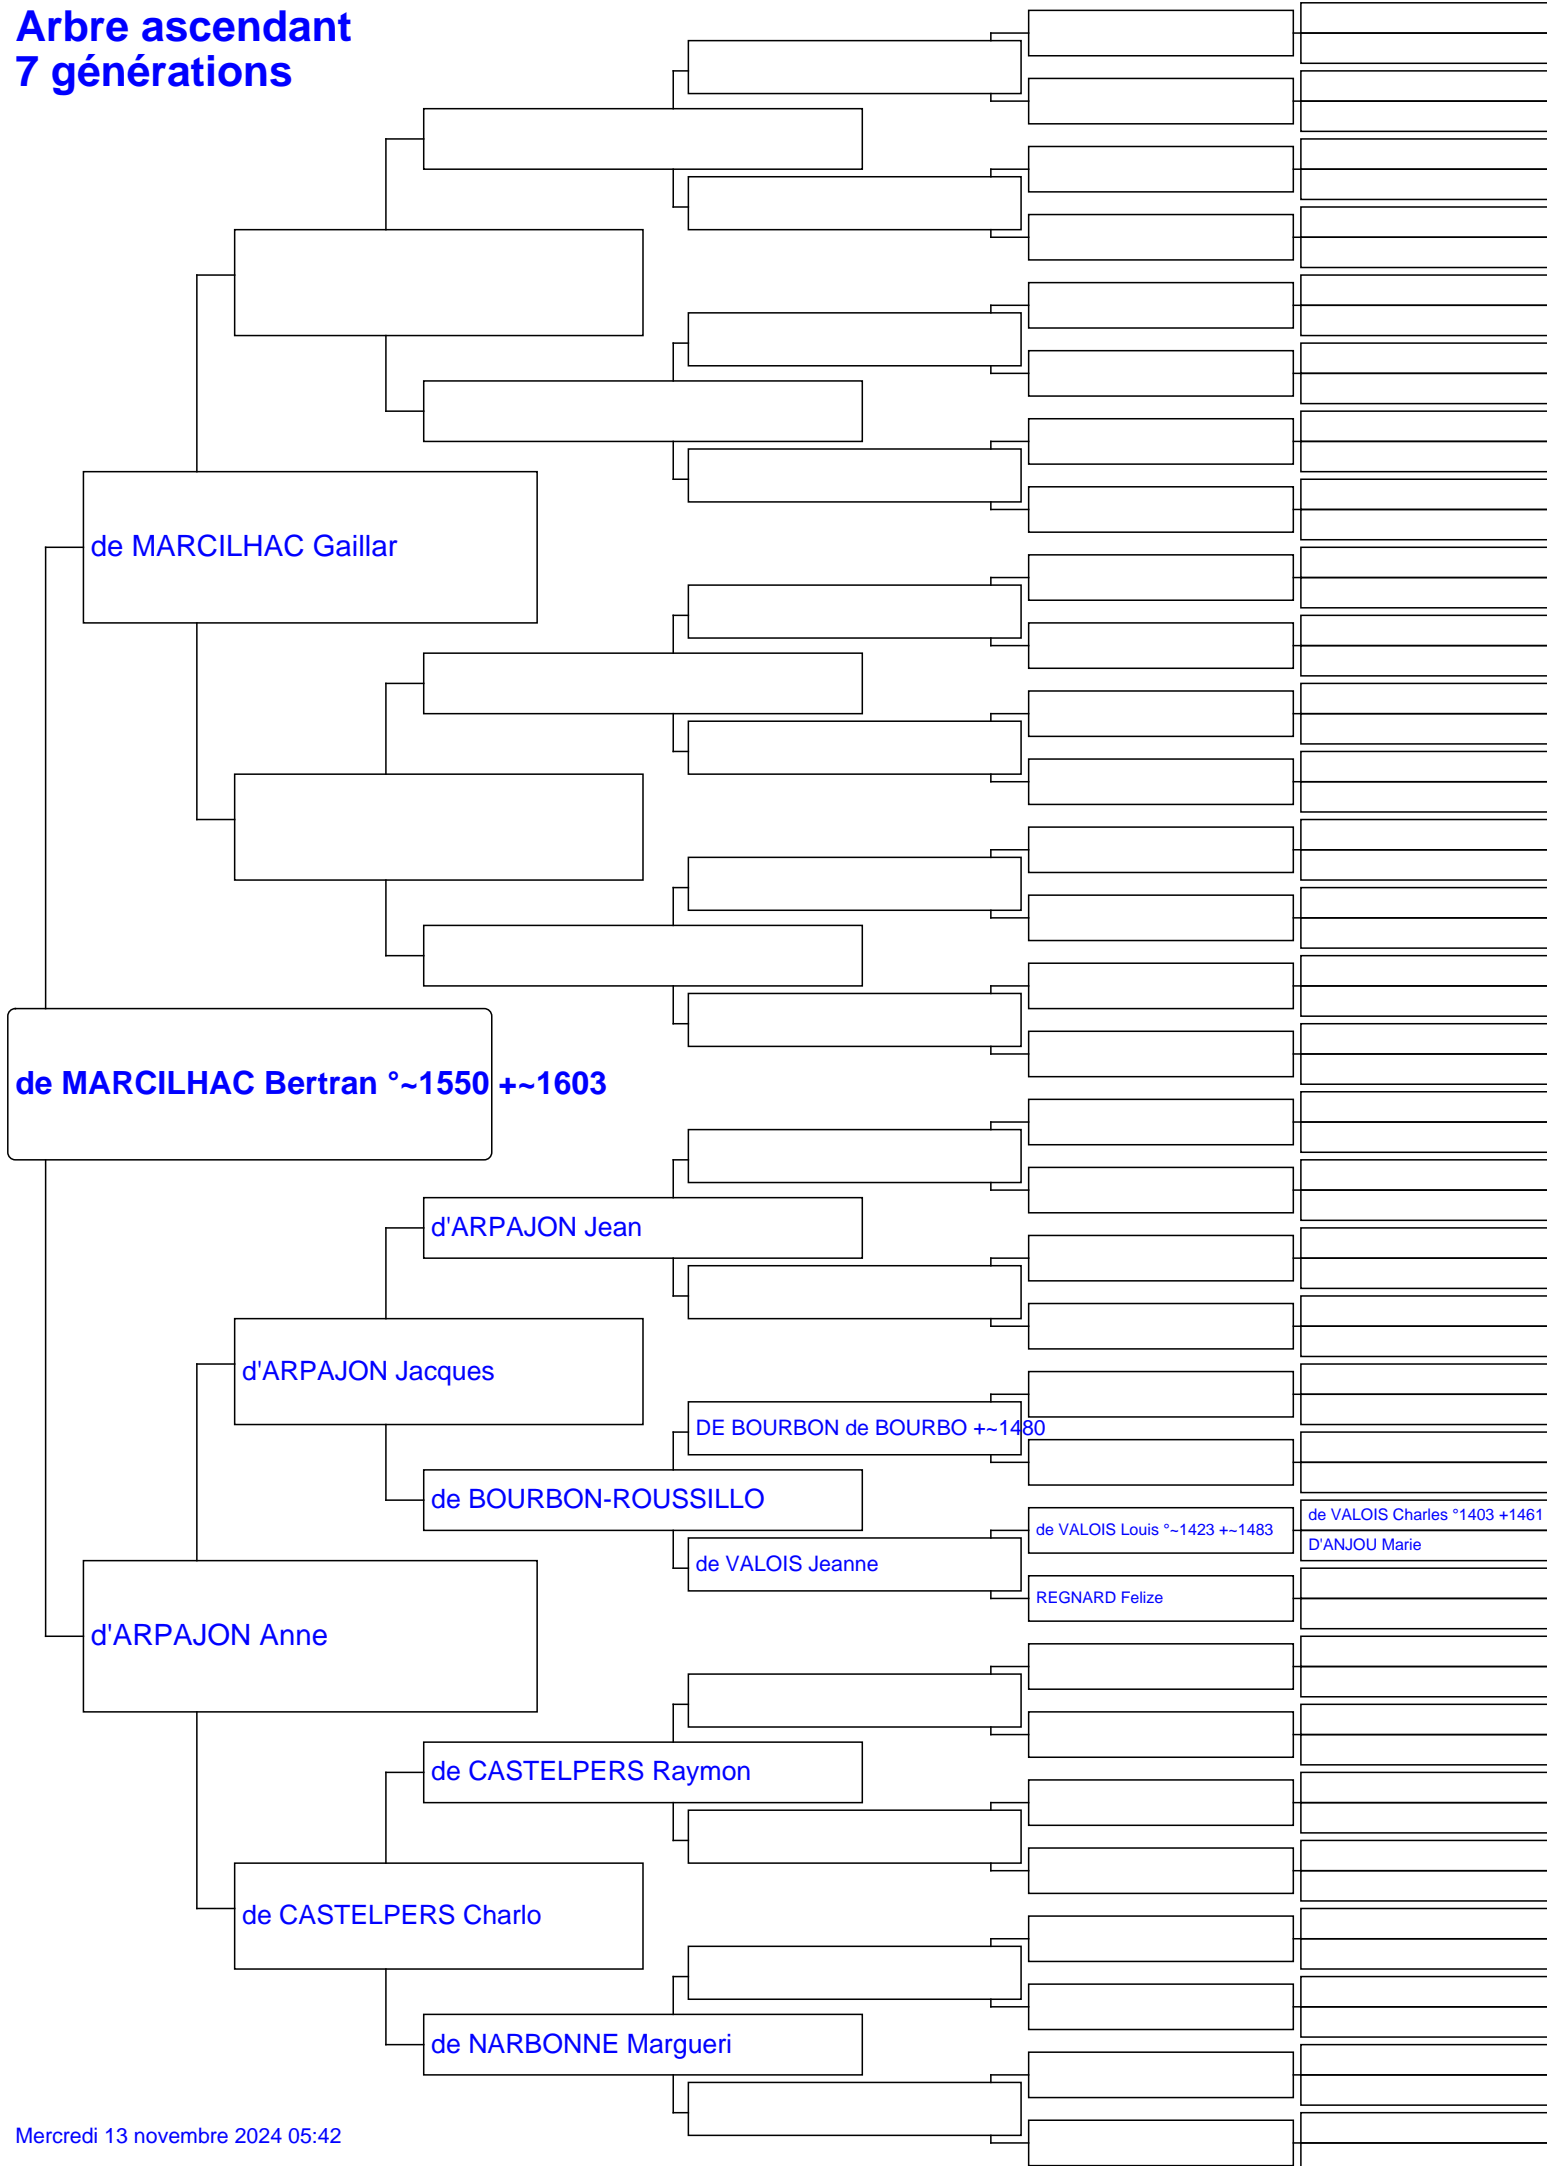 Arbre ascendant
7 générations
de MARCILHAC Gaillar
de MARCILHAC Bertran °~1550 +~1603
d'ARPAJON Jean
d'ARPAJON Jacques
DE BOURBON de BOURBO +~1480
de BOURBON-ROUSSILLO
de VALOIS Charles °1403 +1461
de VALOIS Louis °~1423 +~1483
D'ANJOU Marie
de VALOIS Jeanne
REGNARD Felize
d'ARPAJON Anne
de CASTELPERS Raymon
de CASTELPERS Charlo
de NARBONNE Margueri
Mercredi 13 novembre 2024 05:42